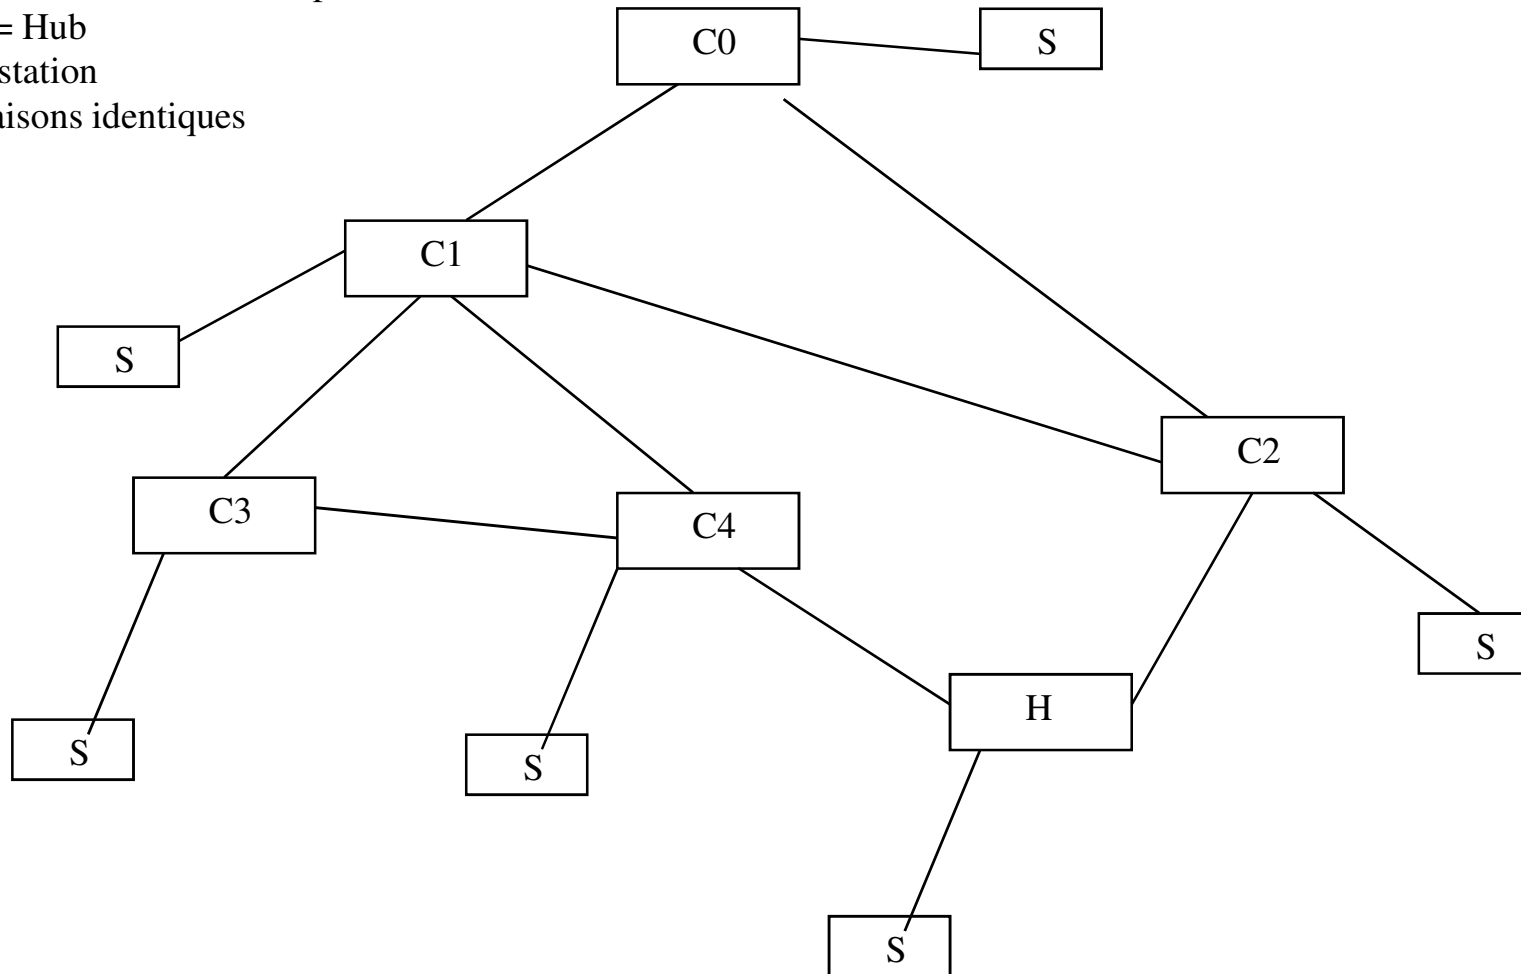 = Hub
station
aisons identiques
C0
S
C1
S
C2
C3
C4
S
H
S
S
S